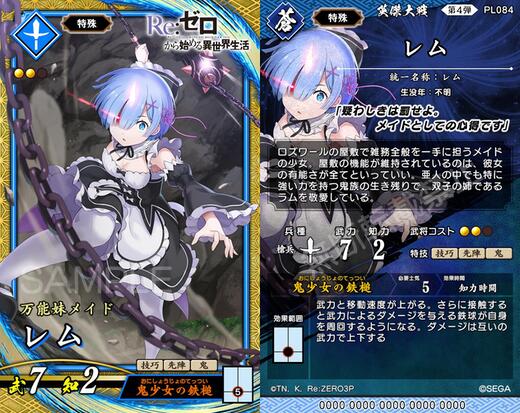 特殊
Re:ゼロ
から始める異世界生活
SAMPLE
万能妹メイド
レム
技巧 先陣 鬼
武7 知2
おにしょうじょのてっつい
鬼少女の鉄槌
5
蒼
特殊
英傑大戦 第4弾 PL084
レム
統一名称:レム
生没年:不明
「疑わしきは罰せよ。
メイドとしての心得です」
ロズワールの屋敷で雑務全般を一手に担うメイド
の少女。屋敷の機能が維持されているのは、彼女
の有能さが全てといっていい。亜人の中でも特に
強い力を持つ鬼族の生き残りで、双子の姉である
ラムを敬愛している。
兵種 武力 知力 武将コスト
槍兵 7 2 特技 技巧 先陣 鬼
おにしょうじょのてっつい 必要士気 効果時間
鬼少女の鉄槌 5 知力時間
効果範囲
武力と移動速度が上がる。さらに接触する
と武力によるダメージを与える鉄球が自身
を周回するようになる。ダメージは互いの
武力で上下する
©TN, K, Re:ZERO3P ©SEGA
0000 0000 0000 0000 0000